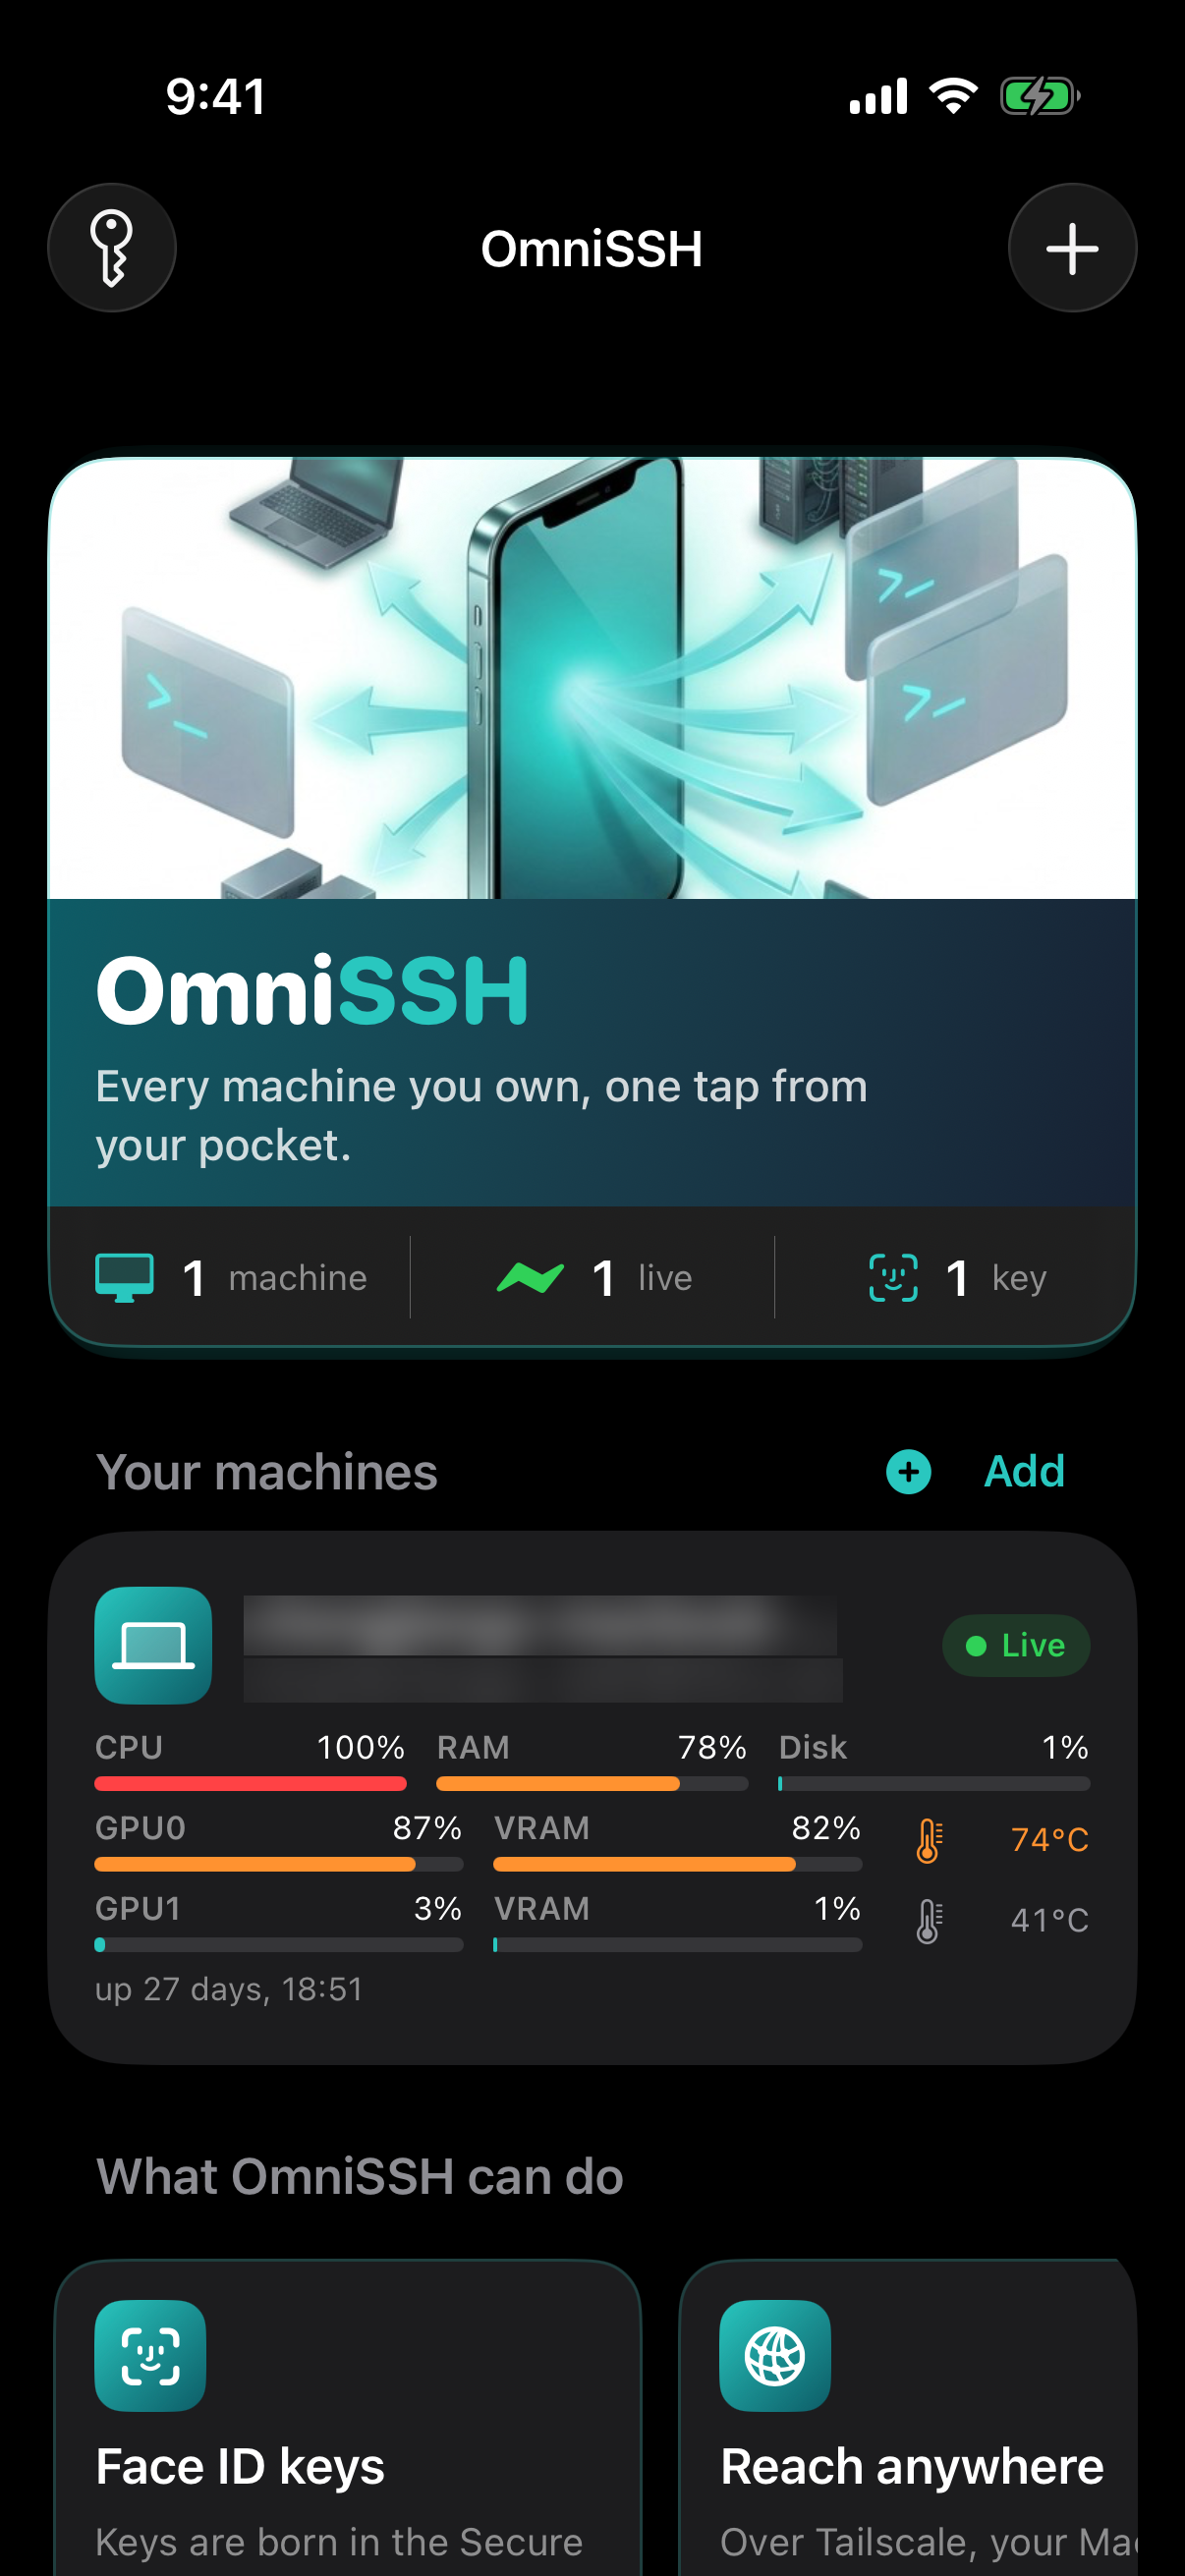 9:41
OmniSSH
>_
>_
>_
OmniSSH
Every machine you own, one tap from
your pocket.
1 machine
1 live
1 key
Your machines
Add
Live
CPU 100% RAM 78% Disk 1%
GPU0 87% VRAM 82% 74°C
GPU1 3% VRAM 1% 41°C
up 27 days, 18:51
What OmniSSH can do
Face ID keys
Reach anywhere
Keys are born in the Secure
Over Tailscale, your